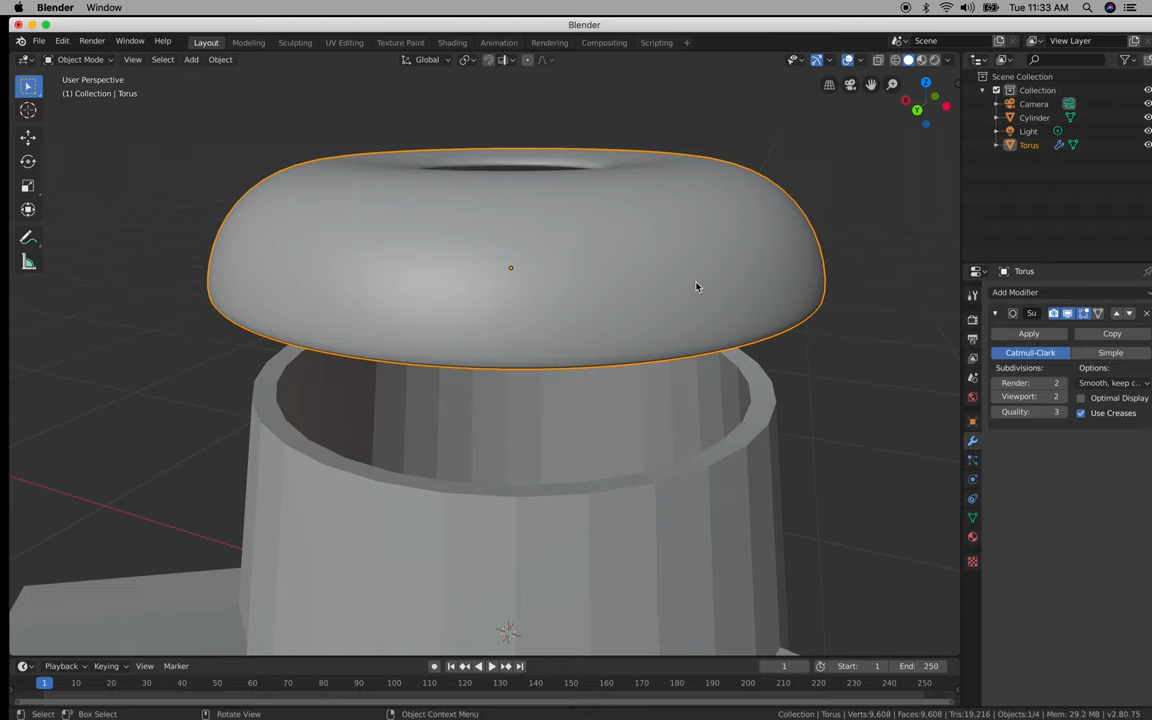 Blender Window Tue 11:33 AM
Blender
File Edit Render Window Help Layout Modeling Sculpting UV Editing Texture Paint Shading Animation Rendering Compositing Scripting + Scene View Layer
Object Mode View Select Add Object Global
User Perspective
(1) Collection | Torus
X
Y
Z
Scene Collection
Collection
Camera
Cylinder
Light
Torus
Torus
Add Modifier
Su
Apply Copy
Catmull-Clark Simple
Subdivisions: Options:
Render: 2 Smooth, keep c..
Viewport: 2 Optimal Display
Quality: 3 Use Creases
Playback Keying View Marker 1 Start: 1 End: 250
1 10 20 30 40 50 60 70 80 90 100 110 120 130 140 150 160 170 180 190 200 210 220 230 240 250
Select Box Select Rotate View Object Context Menu Collection | Torus | Verts:9,608 | Faces:9,608 | Tris:19,216 | Objects:1/4 | Mem: 29.2 MB | v2.80.75